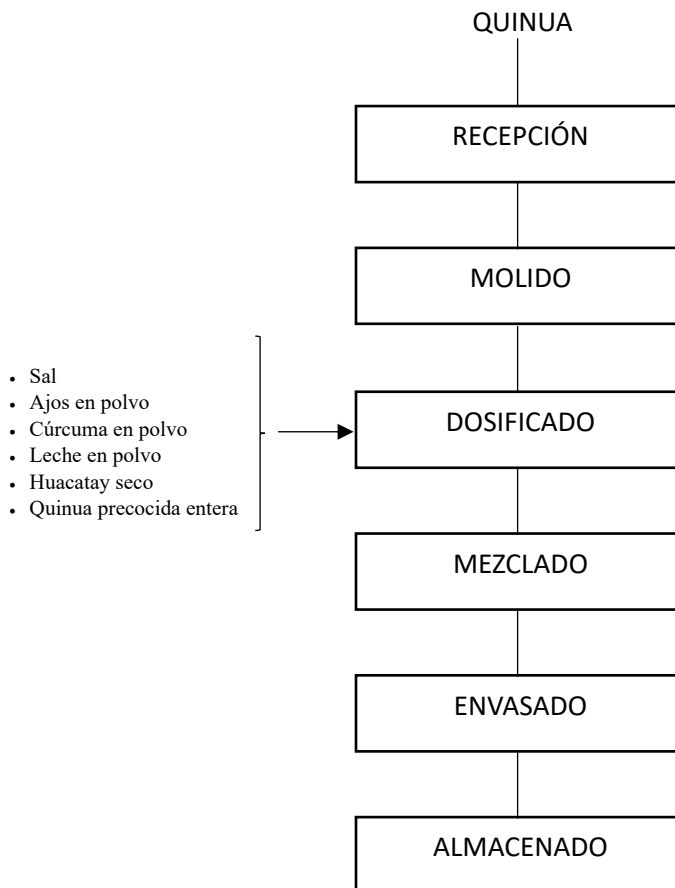 QUINUA
RECEPCIÓN
MOLIDO
• Sal
• Ajos en polvo
• Cúrcuma en polvo
• Leche en polvo
• Huacatay seco
• Quinua precocida entera
DOSIFICADO
MEZCLADO
ENVASADO
ALMACENADO